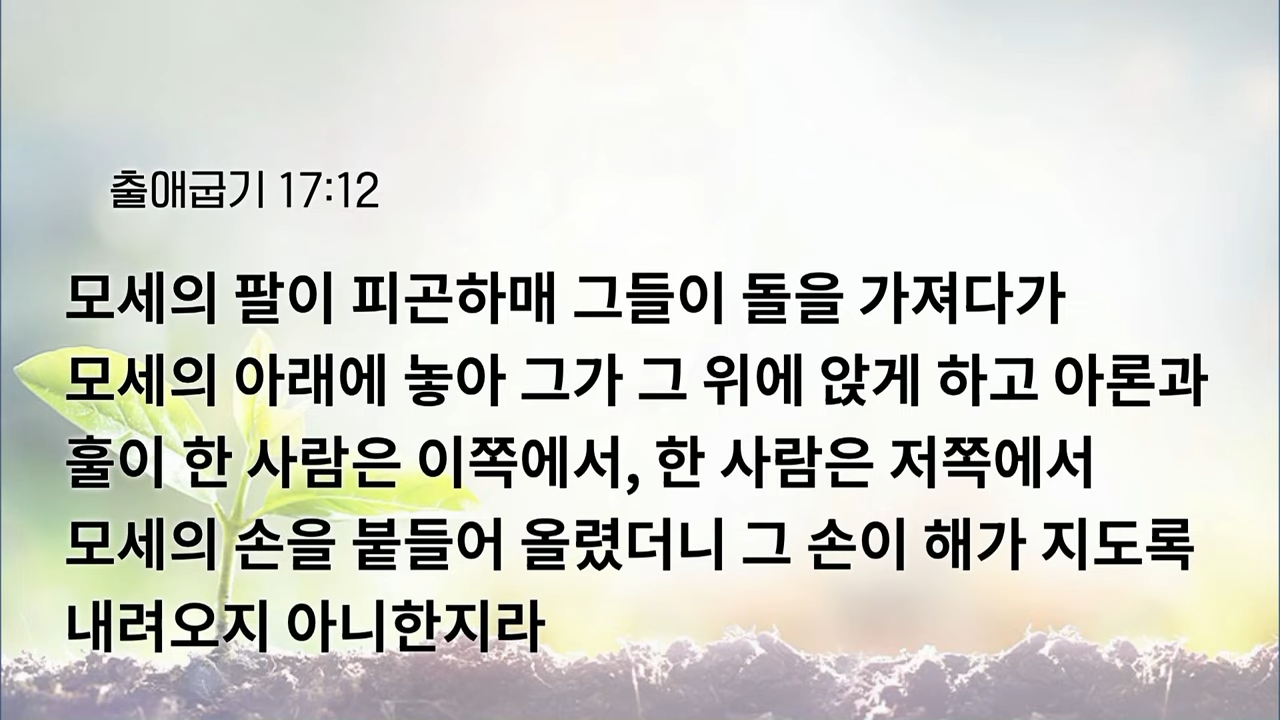 출애굽기 17:12
모세의 팔이 피곤하매 그들이 돌을 가져다가
모세의 아래에 놓아 그가 그 위에 앉게 하고 아론과
훌이 한 사람은 이쪽에서, 한 사람은 저쪽에서
모세의 손을 붙들어 올렸더니 그 손이 해가 지도록
내려오지 아니한지라